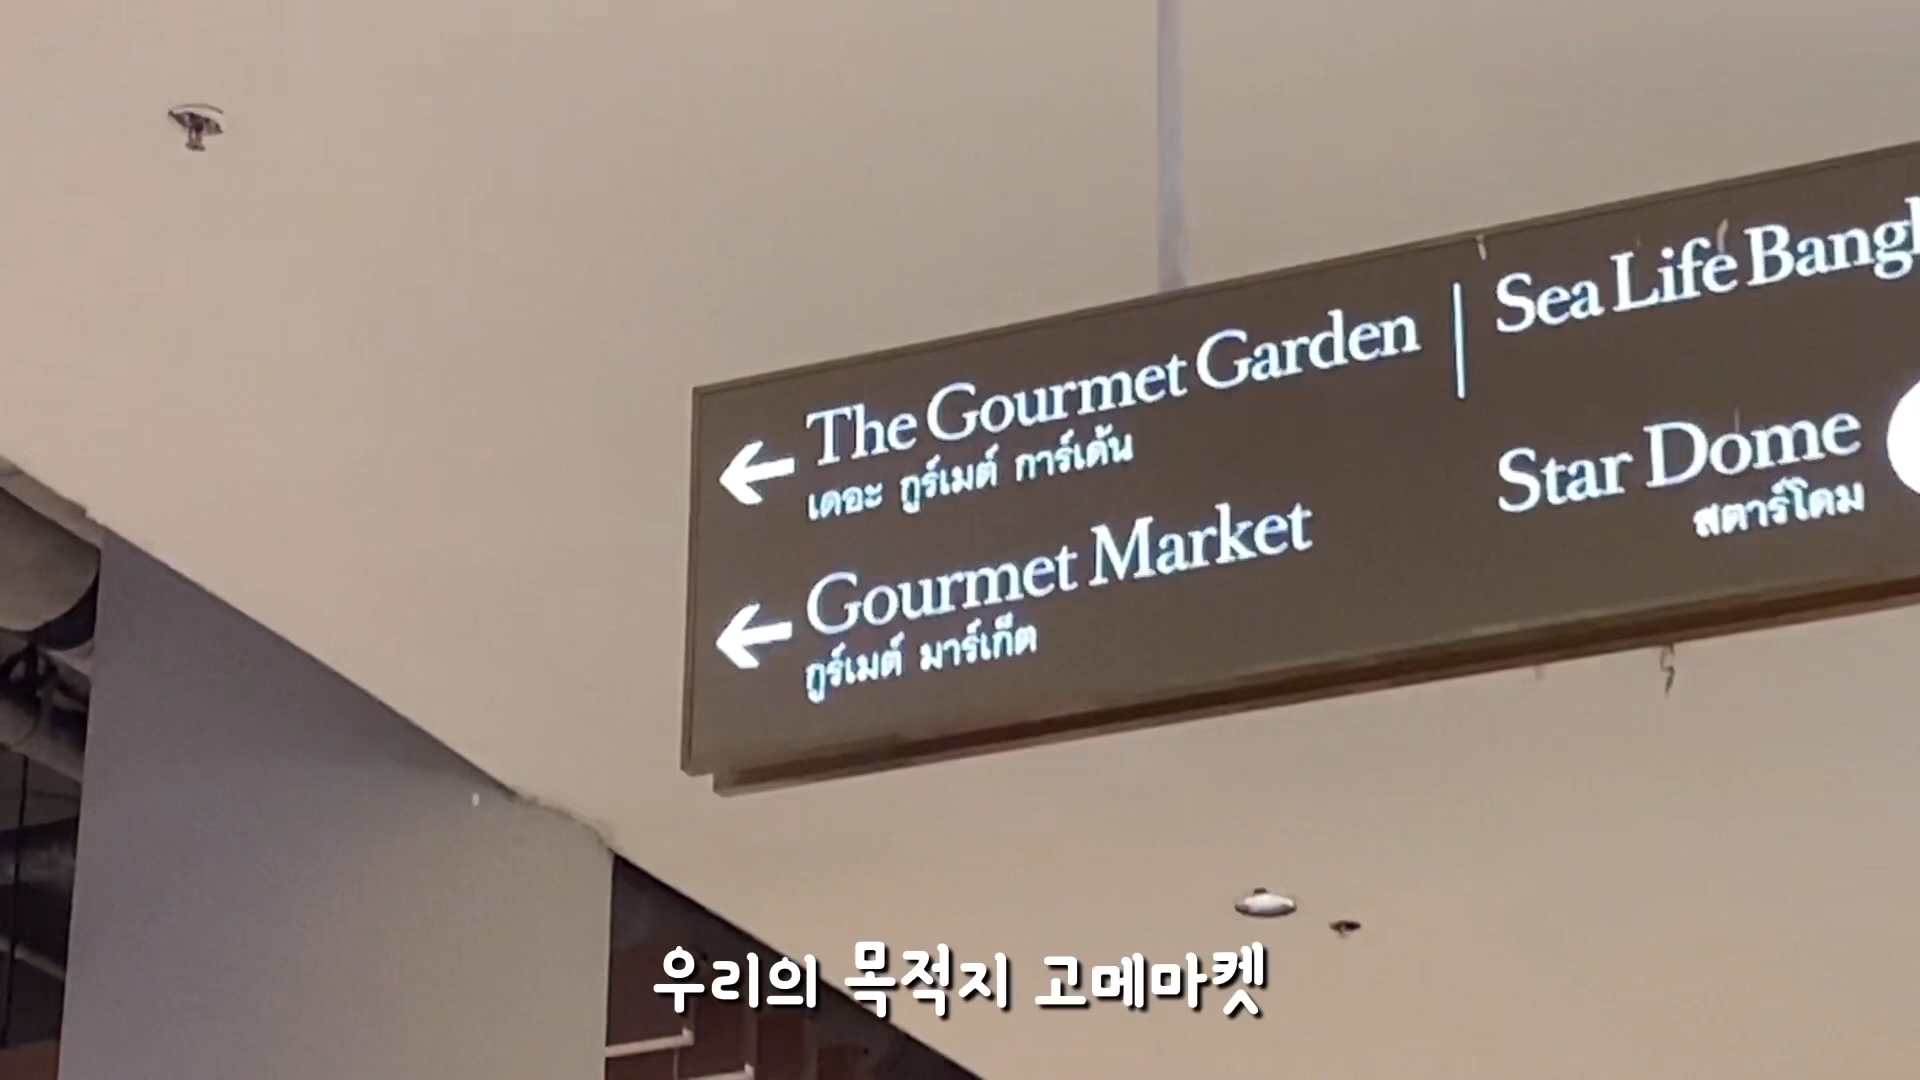 The Gourmet Garden
เดอะ กูร์เมต์ การ์เด้น
Gourmet Market
กูร์เมต์ มาร์เก็ต
Sea Life
Star Dome
สตาร์โดม
우리의 목적지 고메마켓